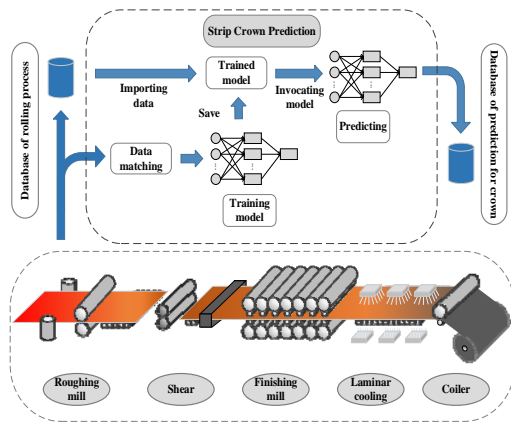 Strip Crown Prediction
Database of rolling process
Importing
data
Trained
model
Invocating
model
Predicting
Database of prediction for crown
Save
Data
matching
Training
model
Roughing
mill
Shear
Finishing
mill
Laminar
cooling
Coiler